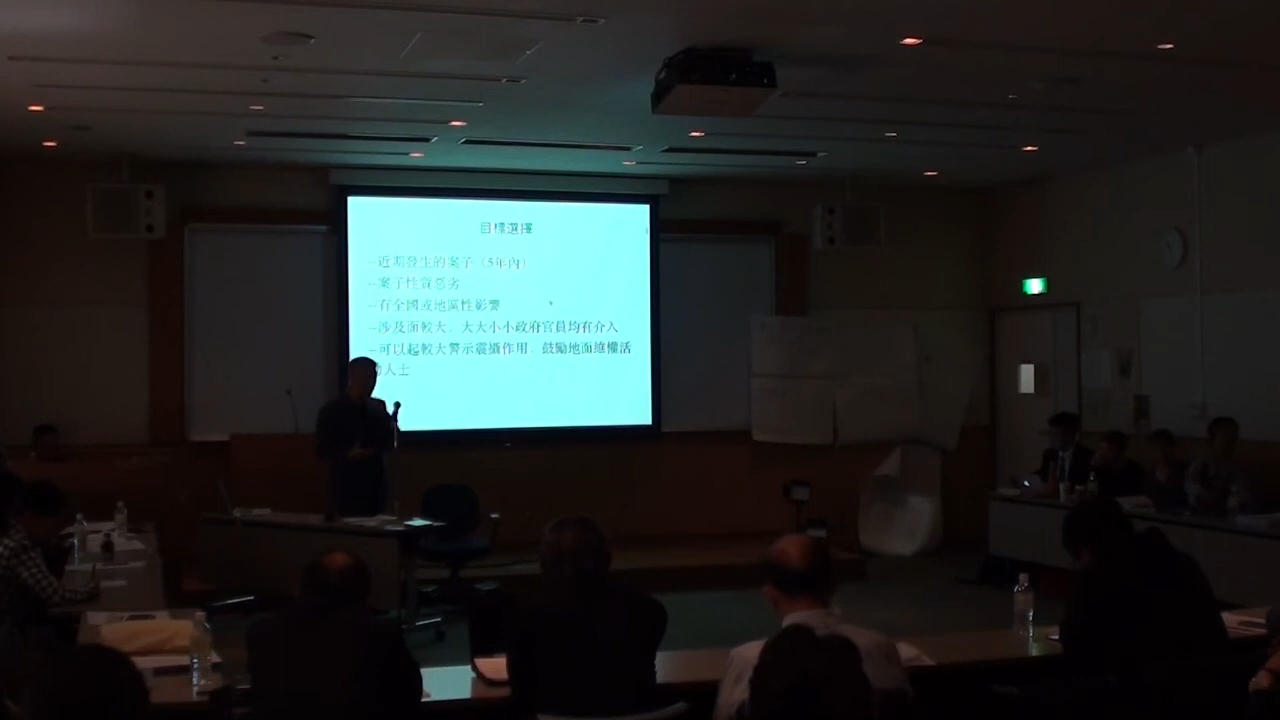 目標選擇
--近期發生的案子（5年內）
--案子性質惡劣
--有全國或地區性影響
--涉及面較大，大大小小政府官員均有介入
--可以起較大警示震攝作用，鼓勵地面維權活
動人士